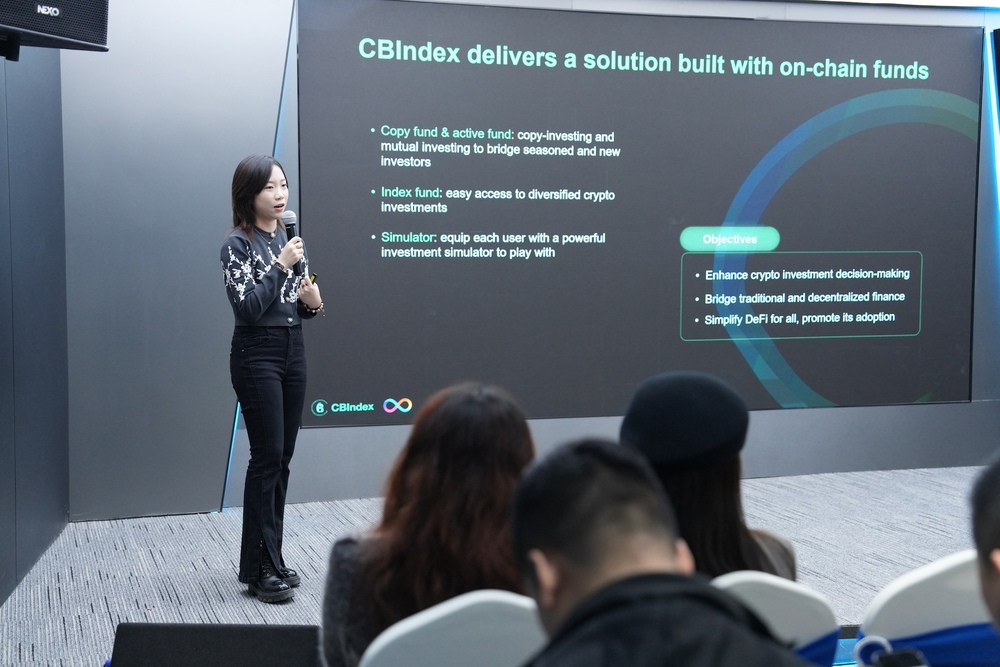 NEXO
CBIndex delivers a solution built with on-chain funds
• Copy fund & active fund: copy-investing and
mutual investing to bridge seasoned and new
investors
• Index fund: easy access to diversified crypto
investments
• Simulator: equip each user with a powerful
investment simulator to play with
Objectives
• Enhance crypto investment decision-making
• Bridge traditional and decentralized finance
• Simplify DeFi for all, promote its adoption
CBIndex